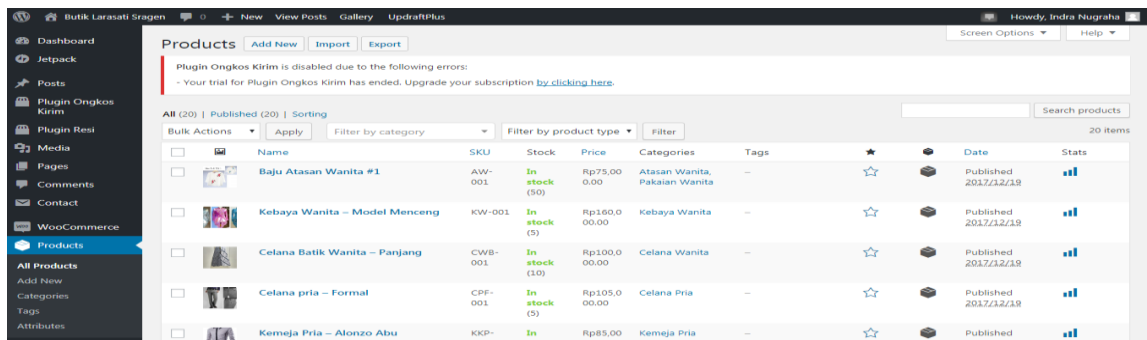 Butik Larasati Sragen 0 New View Posts Gallery UpdraftPlus Howdy, Indra Nugraha
Dashboard
Jetpack
Posts
Plugin Ongkos
Kirim
Plugin Resi
Media
Pages
Comments
Contact
WooCommerce
Products
All Products
Add New
Categories
Tags
Attributes
Screen Options ▼ Help ▼
Products Add New Import Export
Plugin Ongkos Kirim is disabled due to the following errors:
- Your trial for Plugin Ongkos Kirim has ended. Upgrade your subscription by clicking here.
All (20) | Published (20) | Sorting
Search products
Bulk Actions Apply Filter by category Filter by product type Filter 20 items
Name SKU Stock Price Categories Tags Date Stats
Baju Atasan Wanita #1 AW- In Rp75,00 Atasan Wanita, – Published
001 stock 0.00 Pakaian Wanita 2017/12/19
(50)
Kebaya Wanita – Model Menceng KW-001 In Rp160,0 Kebaya Wanita – Published
stock 00.00 2017/12/19
(5)
Celana Batik Wanita – Panjang CWB- In Rp100,0 Celana Wanita – Published
001 stock 00.00 2017/12/19
(10)
Celana pria – Formal CPF- In Rp105,0 Celana Pria – Published
001 stock 00.00 2017/12/19
(5)
Kemeja Pria – Alonzo Abu KKP- In Rp85,00 Kemeja Pria – Published